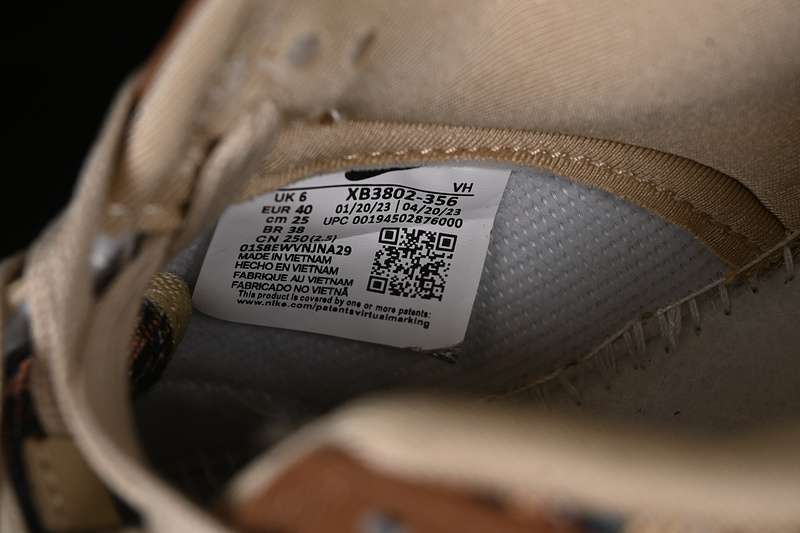 VH
UK 6
XB3802-356
EUR 40
01/20/23 | 04/20/23
cm 25
UPC 00194502876000
BR 38
CN 250 (2.5)
01S8EWVNJNA29
MADE IN VIETNAM
HECHO EN VIETNAM
FABRIQUE AU VIETNAM
FABRICADO NO VIETNÃ
This product is covered by one or more patents:
www.nike.com/patentsvirtualmarking